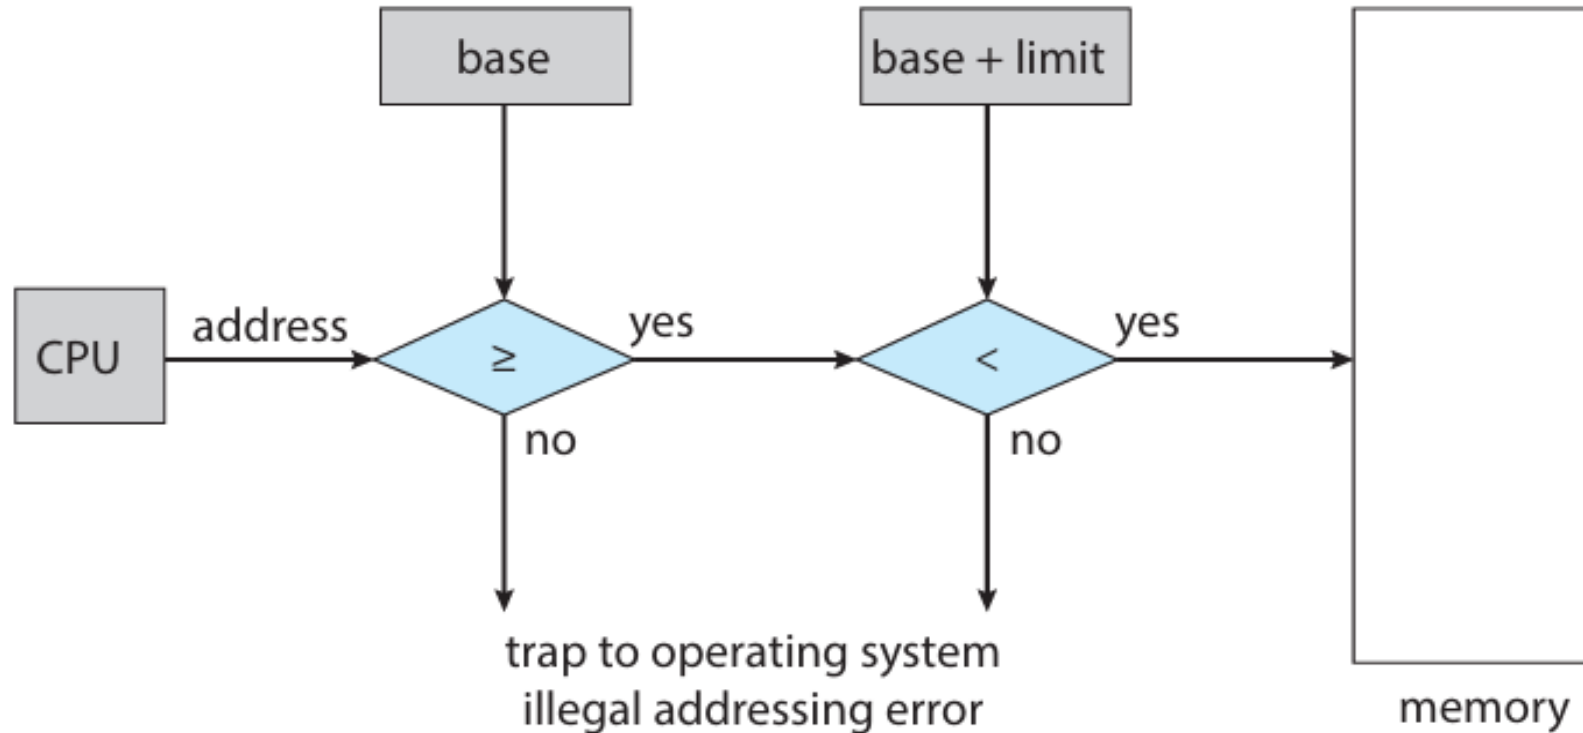 base
base + limit
CPU
address
≥
yes
<
yes
no
no
trap to operating system
illegal addressing error
memory